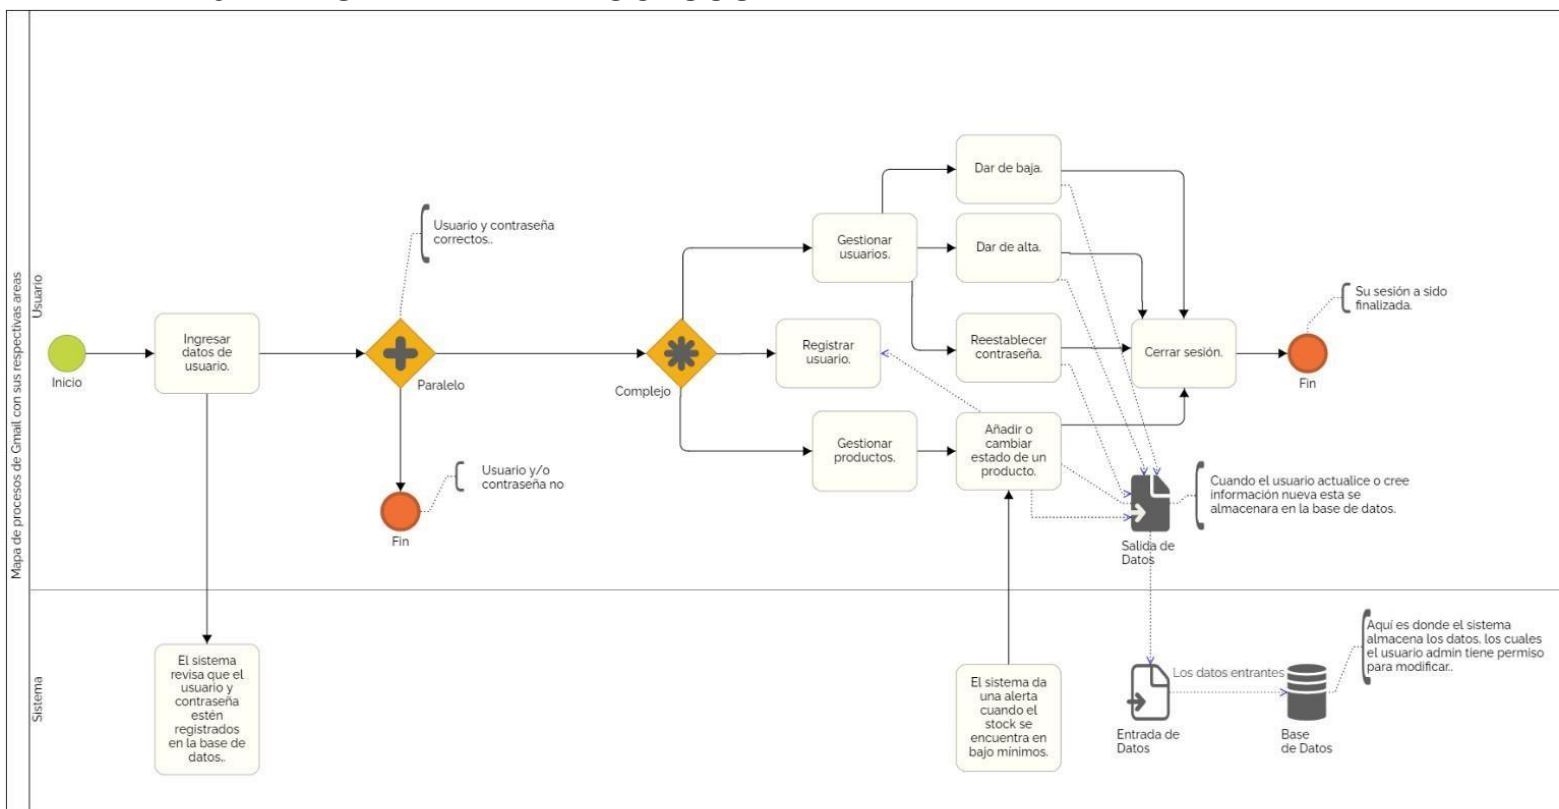 Mapa de procesos de Gmail con sus respectivas areas
Usuario
Inicio
Ingresar
datos de
usuario.
Usuario y contraseña
correctos..
Paralelo
Usuario y/o
contraseña no
Fin
Complejo
Gestionar
usuarios.
Registrar
usuario.
Gestionar
productos.
Dar de baja.
Dar de alta.
Reestablecer
contraseña.
Añadir o
cambiar
estado de un
producto.
Cerrar sesión.
Su sesión a sido
finalizada.
Fin
Cuando el usuario actualice o cree
información nueva esta se
almacenara en la base de datos.
Salida de
Datos
Sistema
El sistema
revisa que el
usuario y
contraseña
estén
registrados
en la base de
datos..
El sistema da
una alerta
cuando el
stock se
encuentra en
bajo mínimos.
Entrada de
Datos
Los datos entrantes
Base
de Datos
Aquí es donde el sistema
almacena los datos. los cuales
el usuario admin tiene permiso
para modificar..